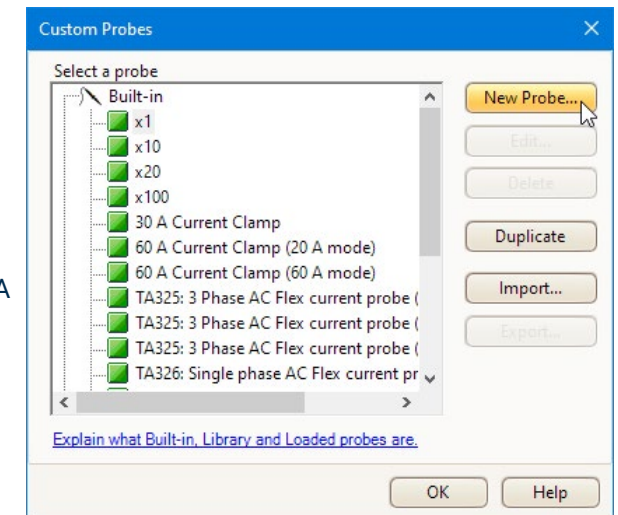 Custom Probes
Select a probe
Built-in
x1
x10
x20
x100
30 A Current Clamp
60 A Current Clamp (20 A mode)
60 A Current Clamp (60 A mode)
TA325: 3 Phase AC Flex current probe (
TA325: 3 Phase AC Flex current probe (
TA325: 3 Phase AC Flex current probe (
TA326: Single phase AC Flex current pr
New Probe...
Edit...
Delete
Duplicate
Import...
Export...
A
Explain what Built-in, Library and Loaded probes are.
OK
Help